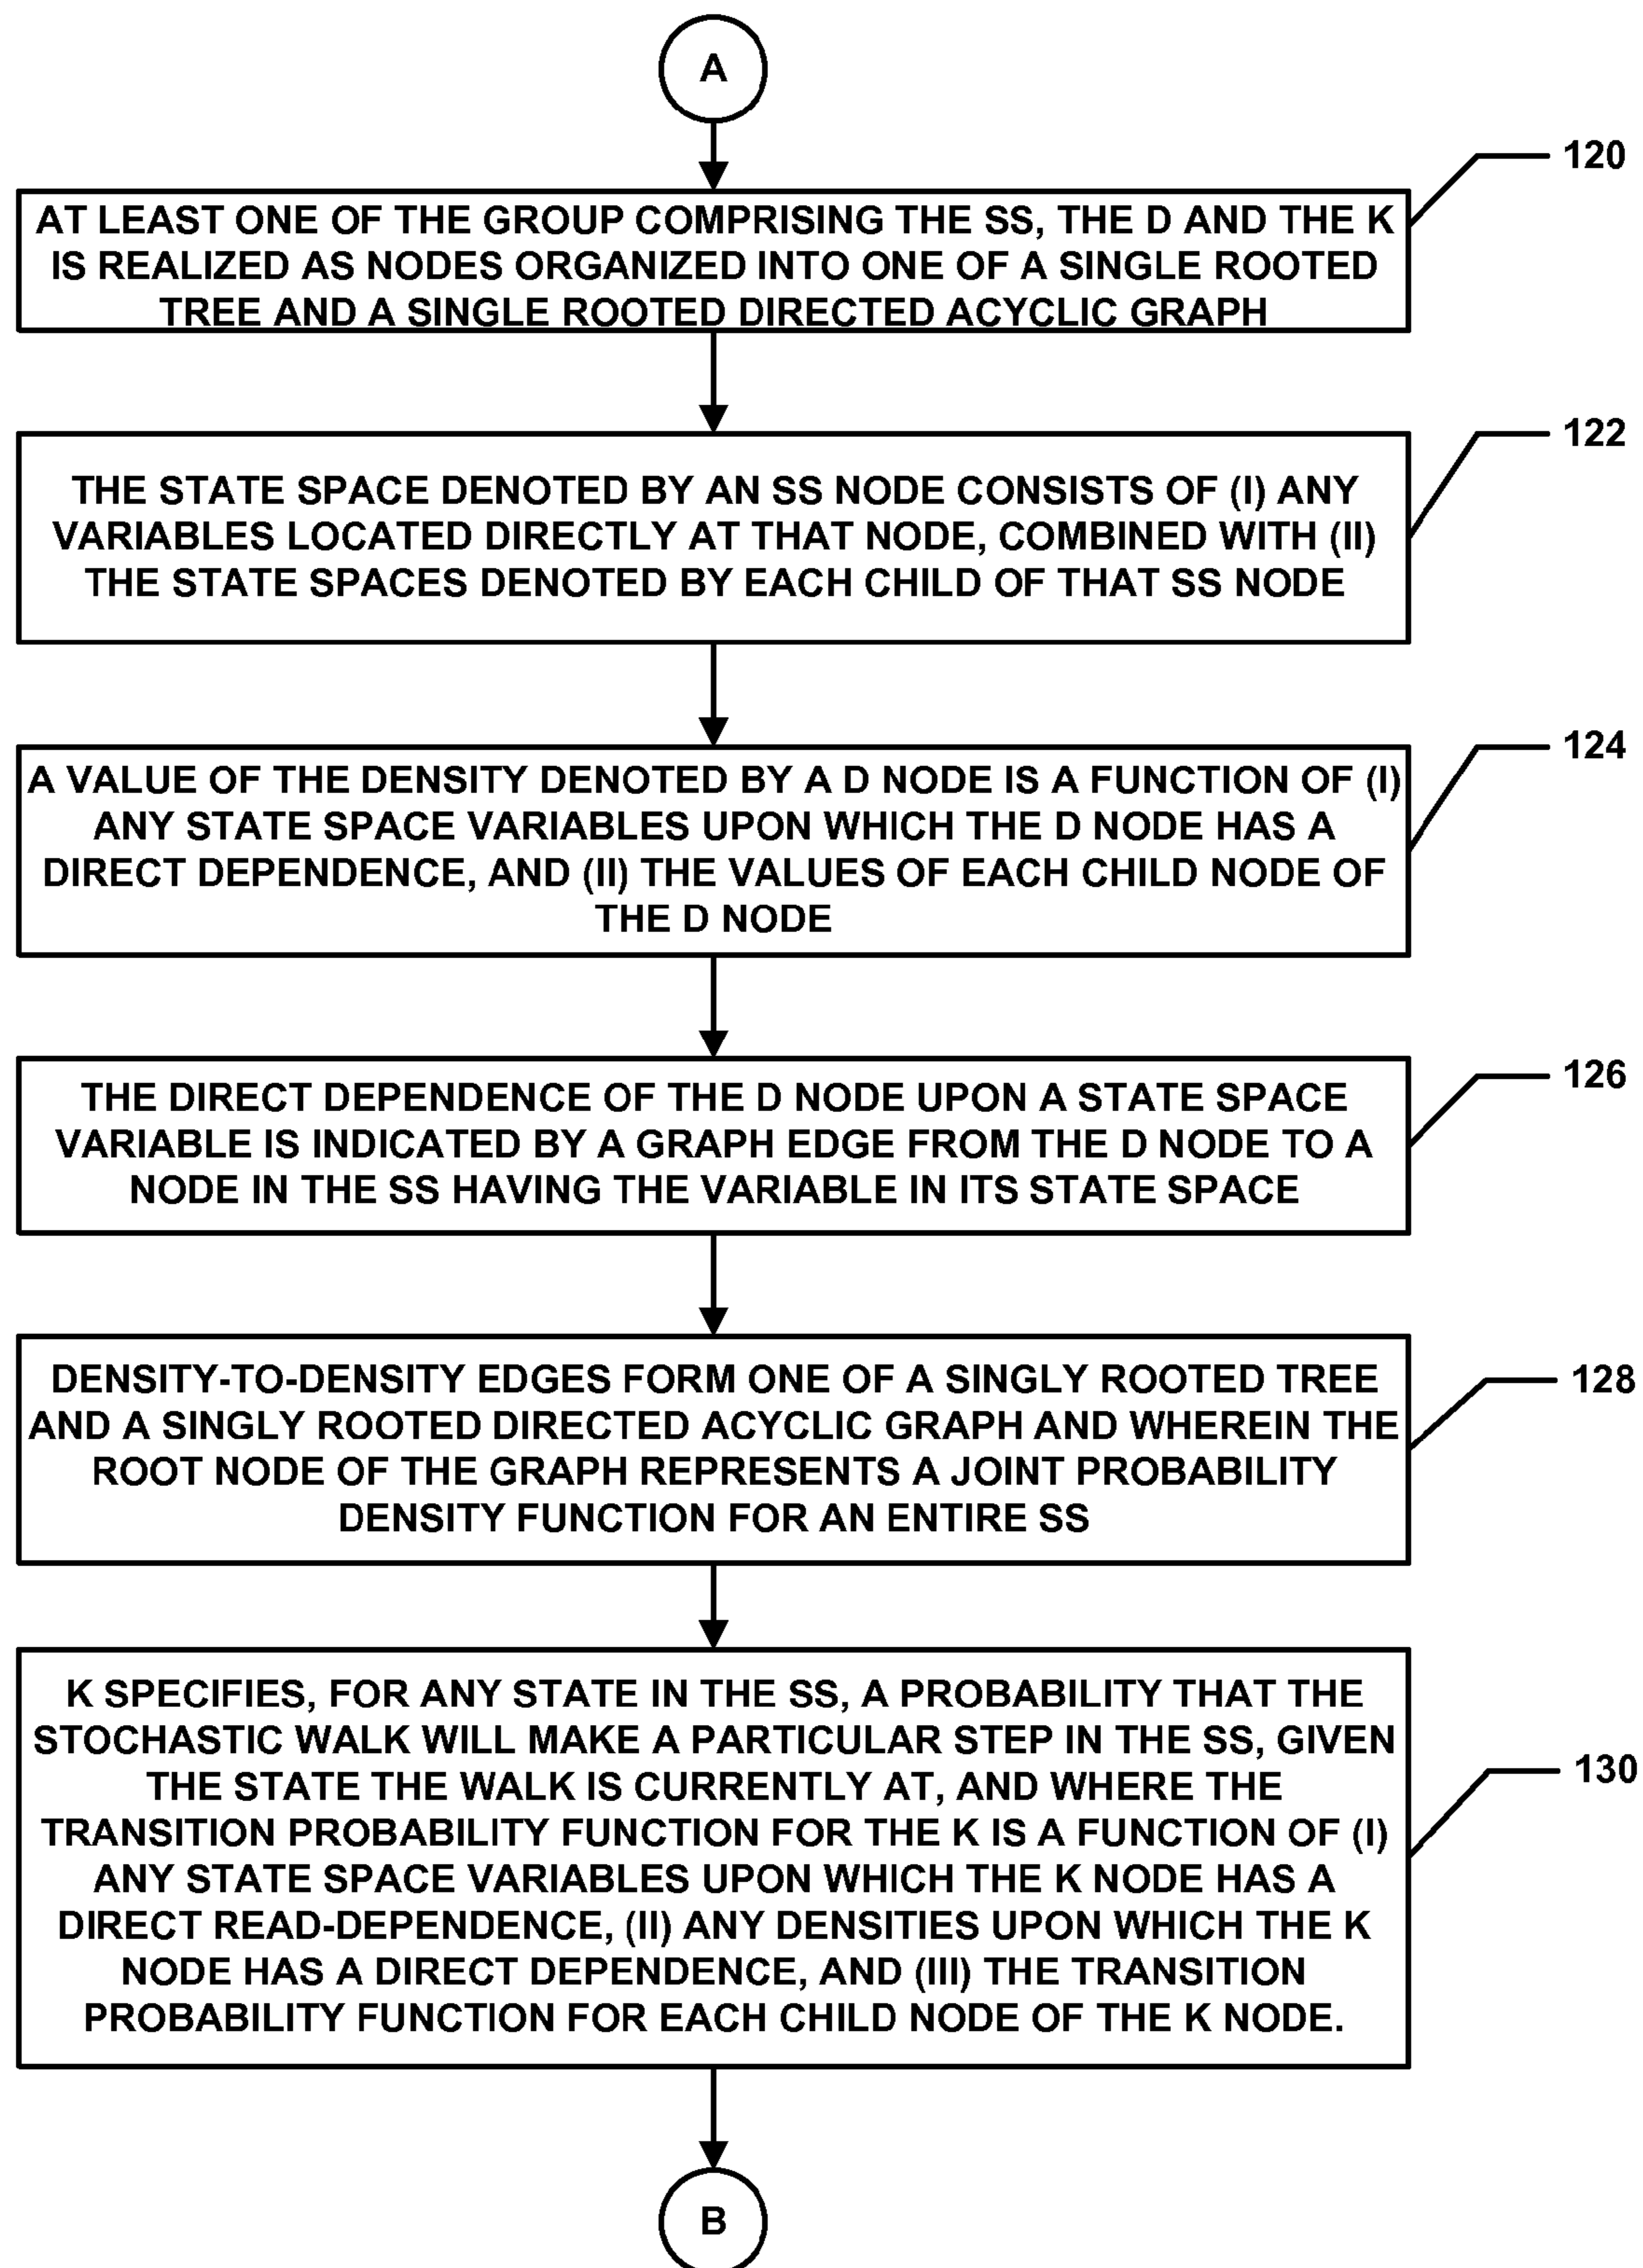 A
120
AT LEAST ONE OF THE GROUP COMPRISING THE SS, THE D AND THE K
IS REALIZED AS NODES ORGANIZED INTO ONE OF A SINGLE ROOTED
TREE AND A SINGLE ROOTED DIRECTED ACYCLIC GRAPH
122
THE STATE SPACE DENOTED BY AN SS NODE CONSISTS OF (I) ANY
VARIABLES LOCATED DIRECTLY AT THAT NODE, COMBINED WITH (II)
THE STATE SPACES DENOTED BY EACH CHILD OF THAT SS NODE
124
A VALUE OF THE DENSITY DENOTED BY A D NODE IS A FUNCTION OF (I)
ANY STATE SPACE VARIABLES UPON WHICH THE D NODE HAS A
DIRECT DEPENDENCE, AND (II) THE VALUES OF EACH CHILD NODE OF
THE D NODE
126
THE DIRECT DEPENDENCE OF THE D NODE UPON A STATE SPACE
VARIABLE IS INDICATED BY A GRAPH EDGE FROM THE D NODE TO A
NODE IN THE SS HAVING THE VARIABLE IN ITS STATE SPACE
128
DENSITY-TO-DENSITY EDGES FORM ONE OF A SINGLY ROOTED TREE
AND A SINGLY ROOTED DIRECTED ACYCLIC GRAPH AND WHEREIN THE
ROOT NODE OF THE GRAPH REPRESENTS A JOINT PROBABILITY
DENSITY FUNCTION FOR AN ENTIRE SS
130
K SPECIFIES, FOR ANY STATE IN THE SS, A PROBABILITY THAT THE
STOCHASTIC WALK WILL MAKE A PARTICULAR STEP IN THE SS, GIVEN
THE STATE THE WALK IS CURRENTLY AT, AND WHERE THE
TRANSITION PROBABILITY FUNCTION FOR THE K IS A FUNCTION OF (I)
ANY STATE SPACE VARIABLES UPON WHICH THE K NODE HAS A
DIRECT READ-DEPENDENCE, (II) ANY DENSITIES UPON WHICH THE K
NODE HAS A DIRECT DEPENDENCE, AND (III) THE TRANSITION
PROBABILITY FUNCTION FOR EACH CHILD NODE OF THE K NODE.
B